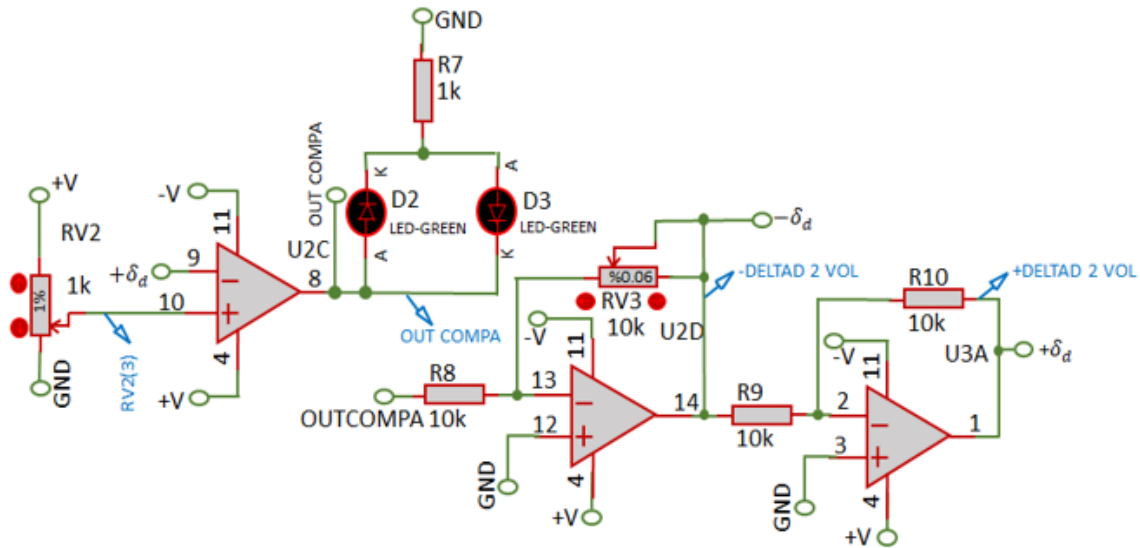 GND
R7
1k
OUT COMPA
K
A
D2
LED-GREEN
A
D3
LED-GREEN
K
+V
RV2
1k
1%
GND
RV2(3)
-V
11
9
+δd
10
4
+V
U2C
8
OUT COMPA
−δd
%0.06
RV3
10k
U2D
-DELTAD 2 VOL
-V
11
R8
10k
OUTCOMPA
13
12
14
GND
4
+V
R9
10k
R10
10k
+DELTAD 2 VOL
U3A
+δd
-V
11
2
3
1
GND
4
+V